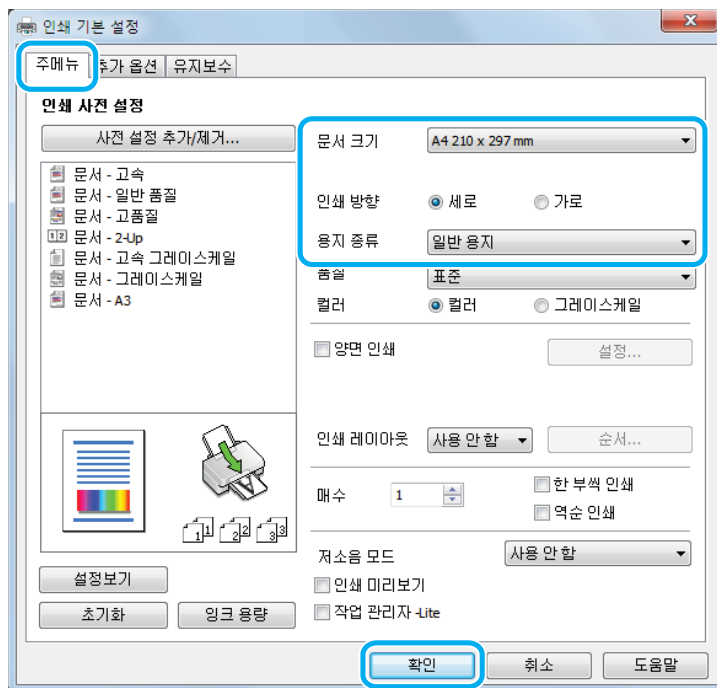 인쇄 기본 설정
주메뉴 추가 옵션 유지보수
인쇄 사전 설정
사전 설정 추가/제거...
문서 - 고속
문서 - 일반 품질
문서 - 고품질
12 문서 - 2-Up
문서 - 고속 그레이스케일
문서 - 그레이스케일
문서 - A3
1 1 2 2 3 3
설정보기
초기화 잉크 용량
문서 크기 A4 210 x 297 mm
인쇄 방향 세로 가로
용지 종류 일반 용지
품질 표준
컬러 컬러 그레이스케일
양면 인쇄 설정...
인쇄 레이아웃 사용 안 함 순서...
매수 1 한 부씩 인쇄
역순 인쇄
저소음 모드 사용 안 함
인쇄 미리보기
작업 관리자 -Lite
확인 취소 도움말